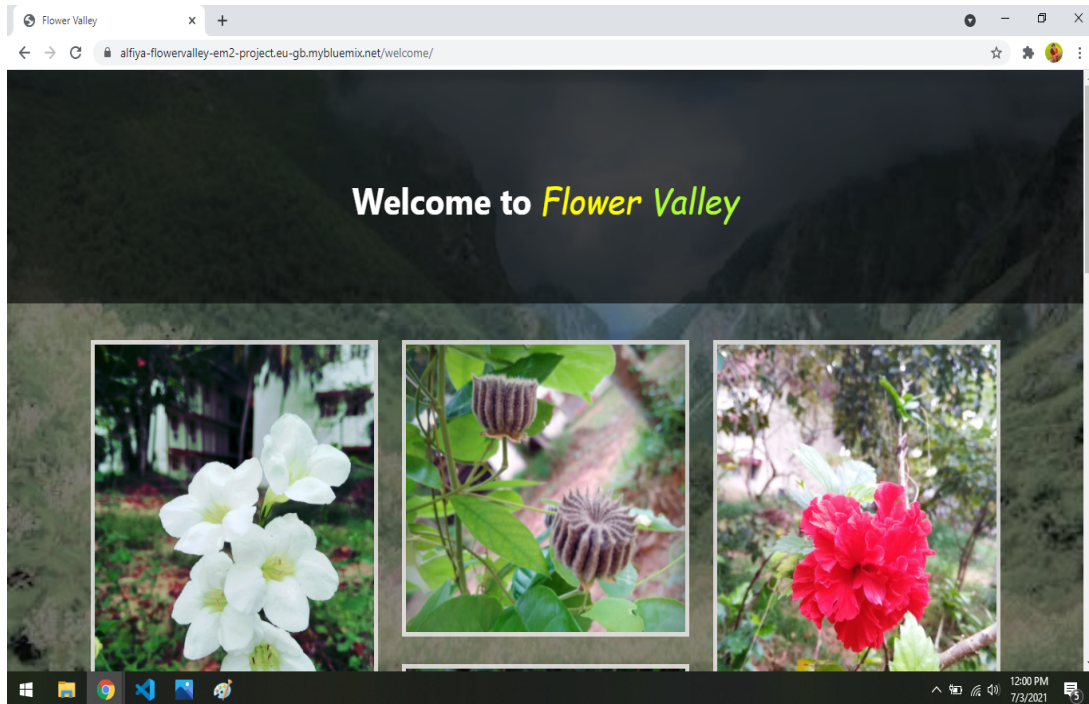 Flower Valley
alfiya-flowervalley-em2-project.eu-gb.mybluemix.net/welcome/
Welcome to Flower Valley
12:00 PM
7/3/2021
5